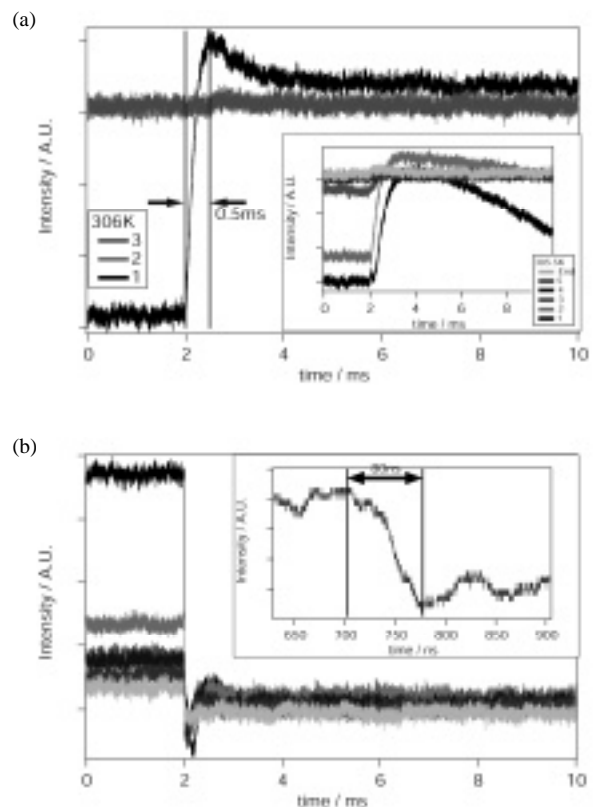 (a)
Intensity / A.U.
306K
3
2
1
0.5ms
0 2 4 6 8 10
time / ms
Intensity / A.U.
0 2 4 6 8
time / ms
1
(b)
Intensity / A.U.
0 2 4 6 8 10
time / ms
Intensity / A.U.
80ns
650 700 750 800 850 900
time / ns